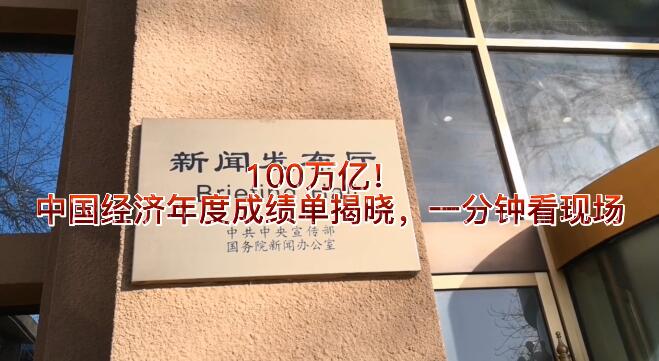 新闻发布厅
100万亿！
Briefing Hall
中国经济年度成绩单揭晓，一分钟看现场
中共中央宣传部
国务院新闻办公室